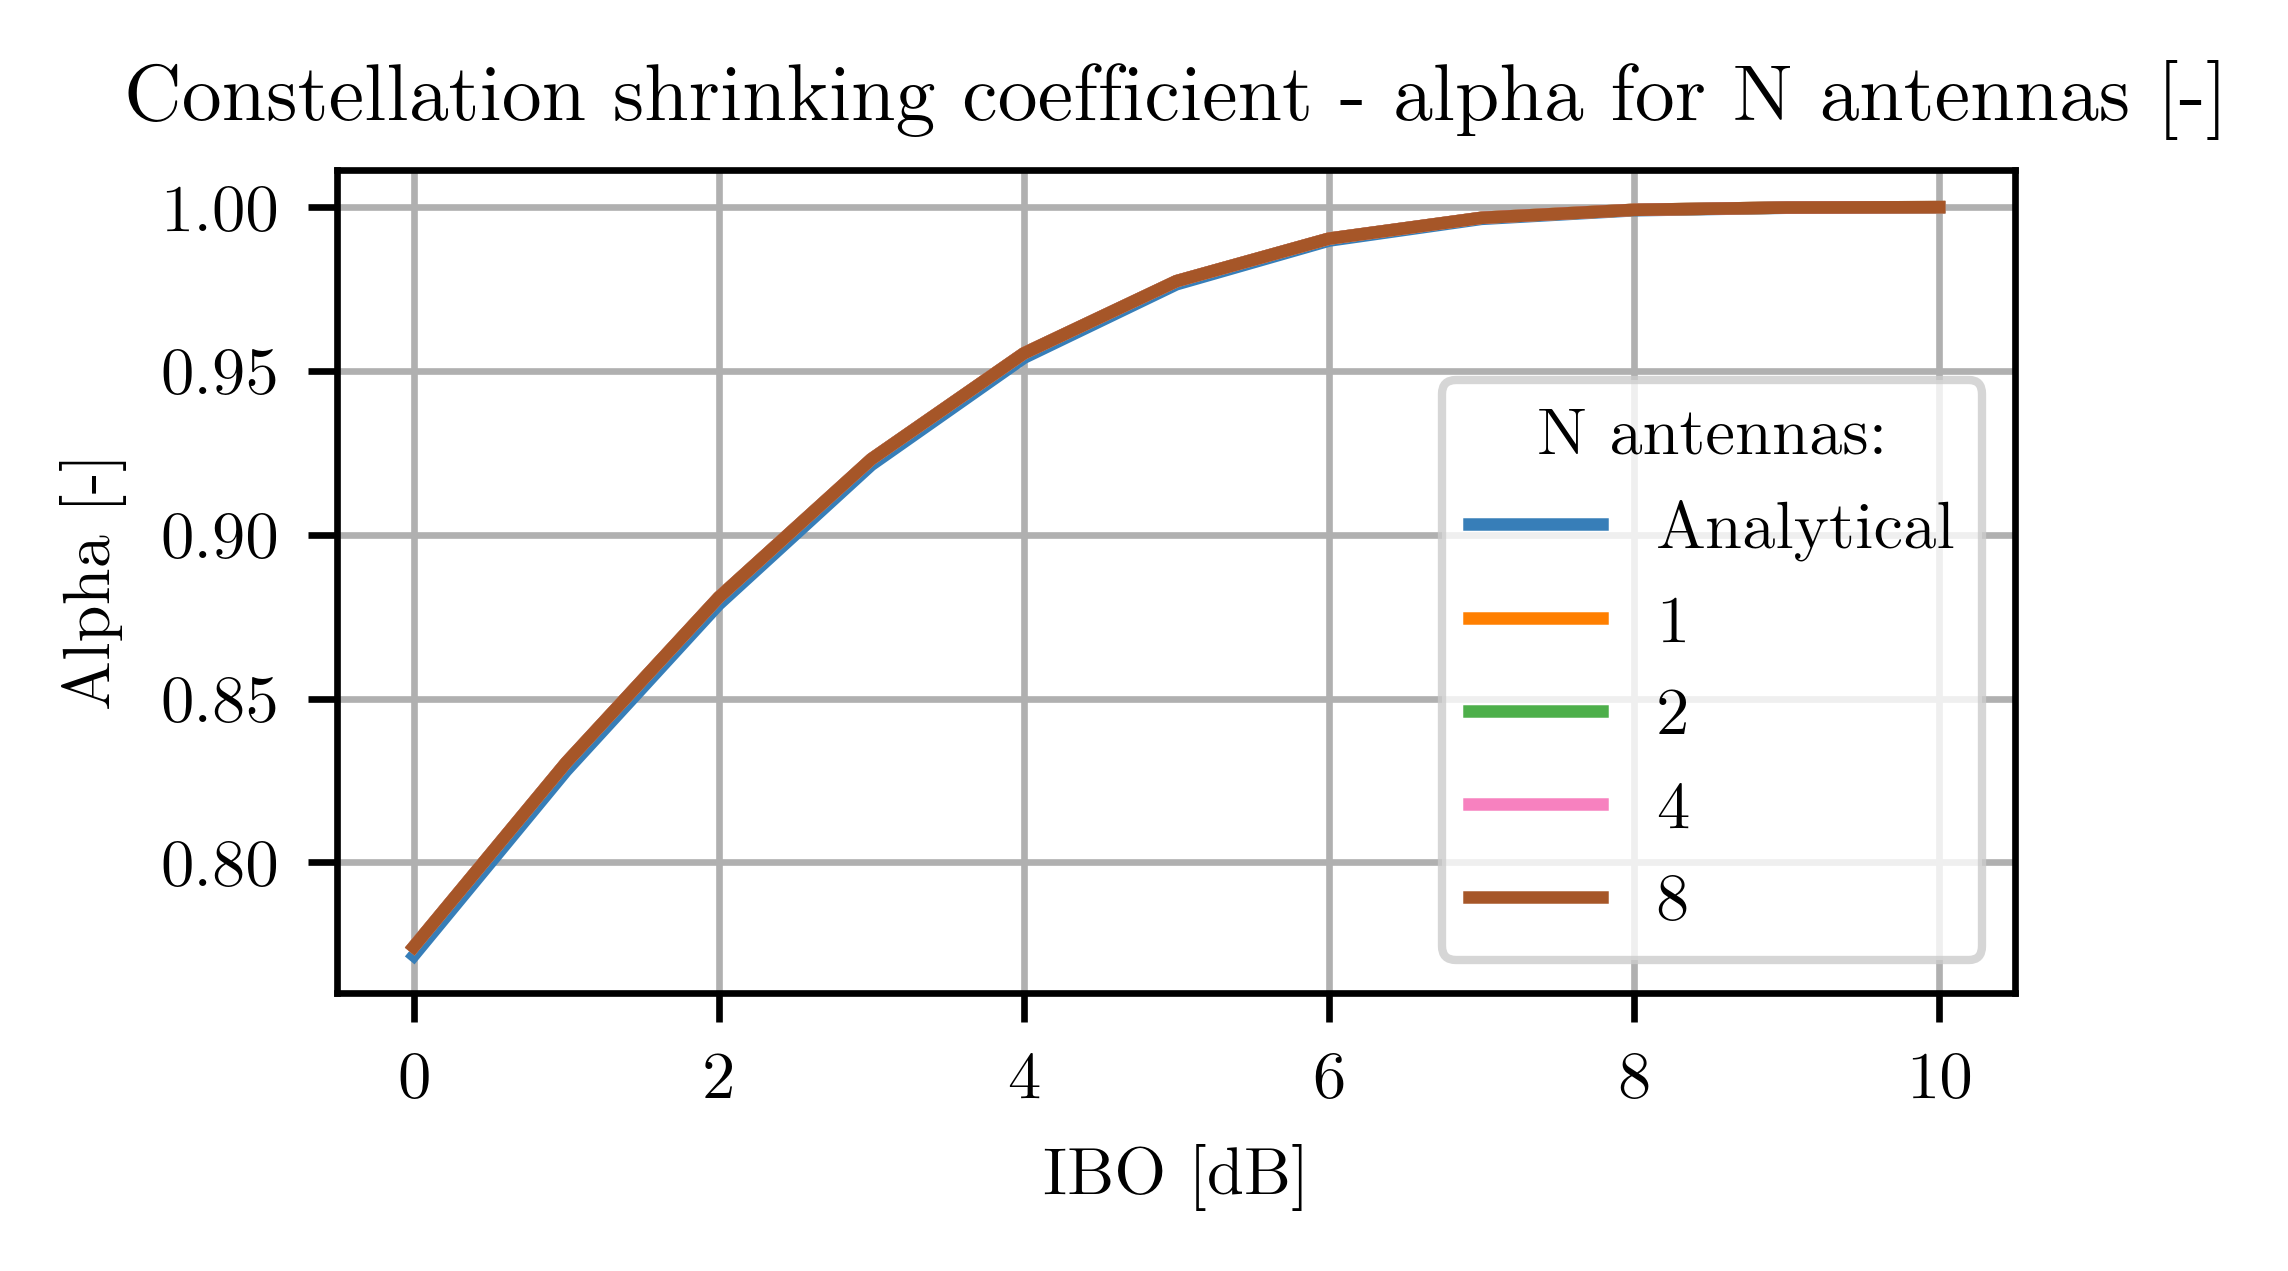 Constellation shrinking coefficient - alpha for N antennas [-]
1.00
0.95
0.90
0.85
0.80
Alpha [-]
N antennas:
Analytical
1
2
4
8
0 2 4 6 8 10
IBO [dB]